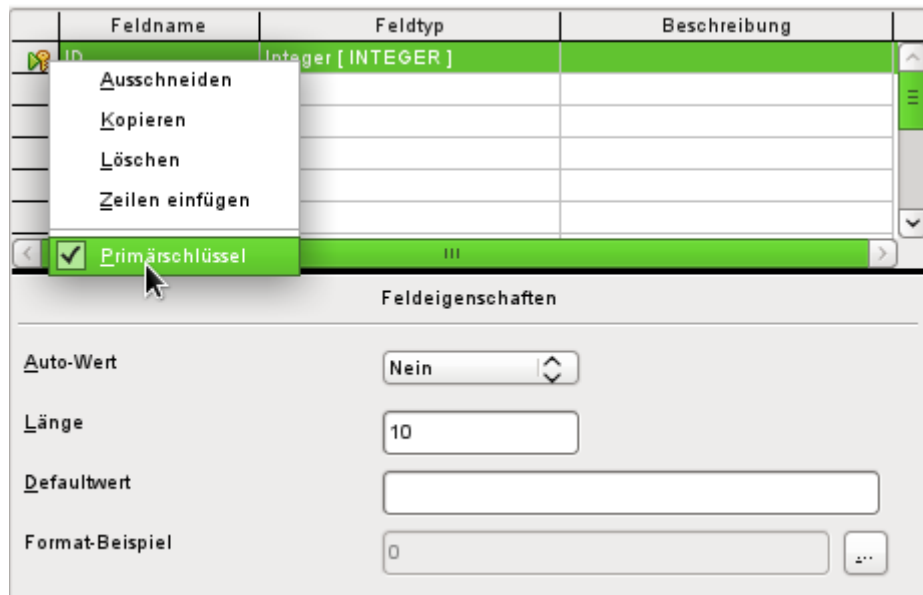 Feldname Feldtyp Beschreibung
ID Integer [ INTEGER ]
Ausschneiden
Kopieren
Löschen
Zeilen einfügen
Primärschlüssel
Feldeigenschaften
Auto-Wert Nein
Länge 10
Defaultwert
Format-Beispiel 0 ...